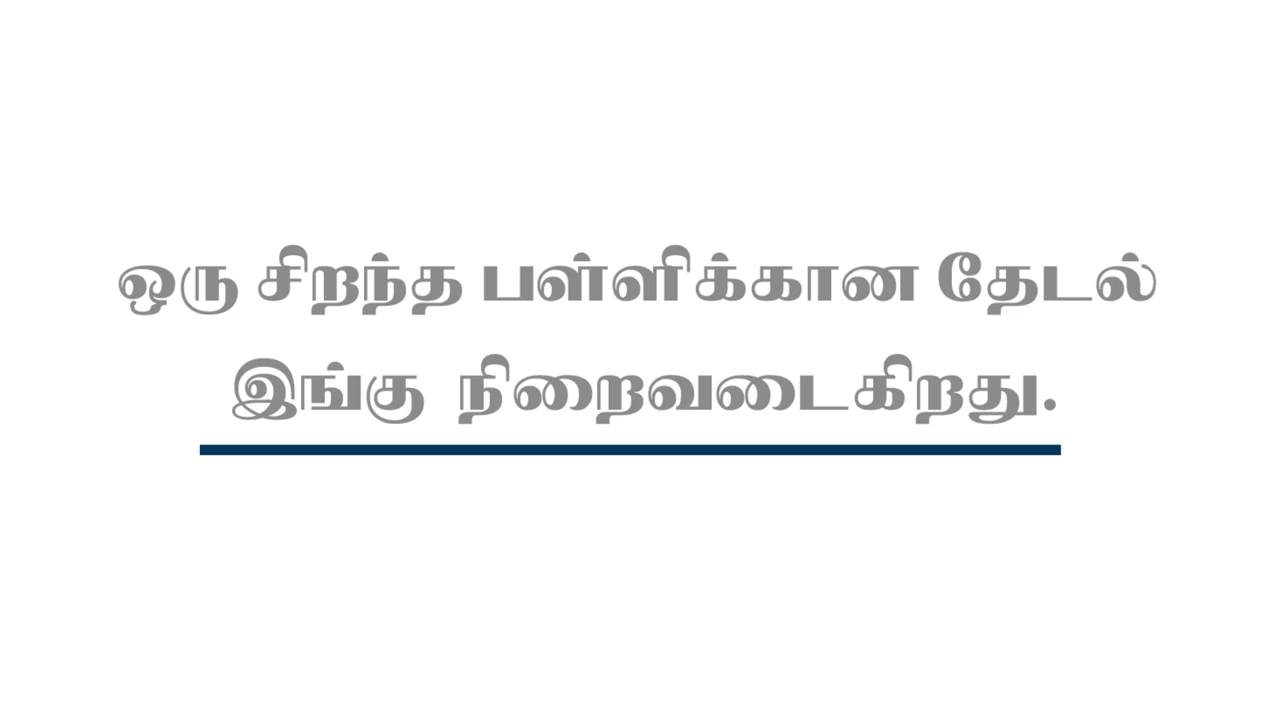 ஒரு சிறந்த பள்ளிக்கான தேடல்
இங்கு நிறைவடைகிறது.